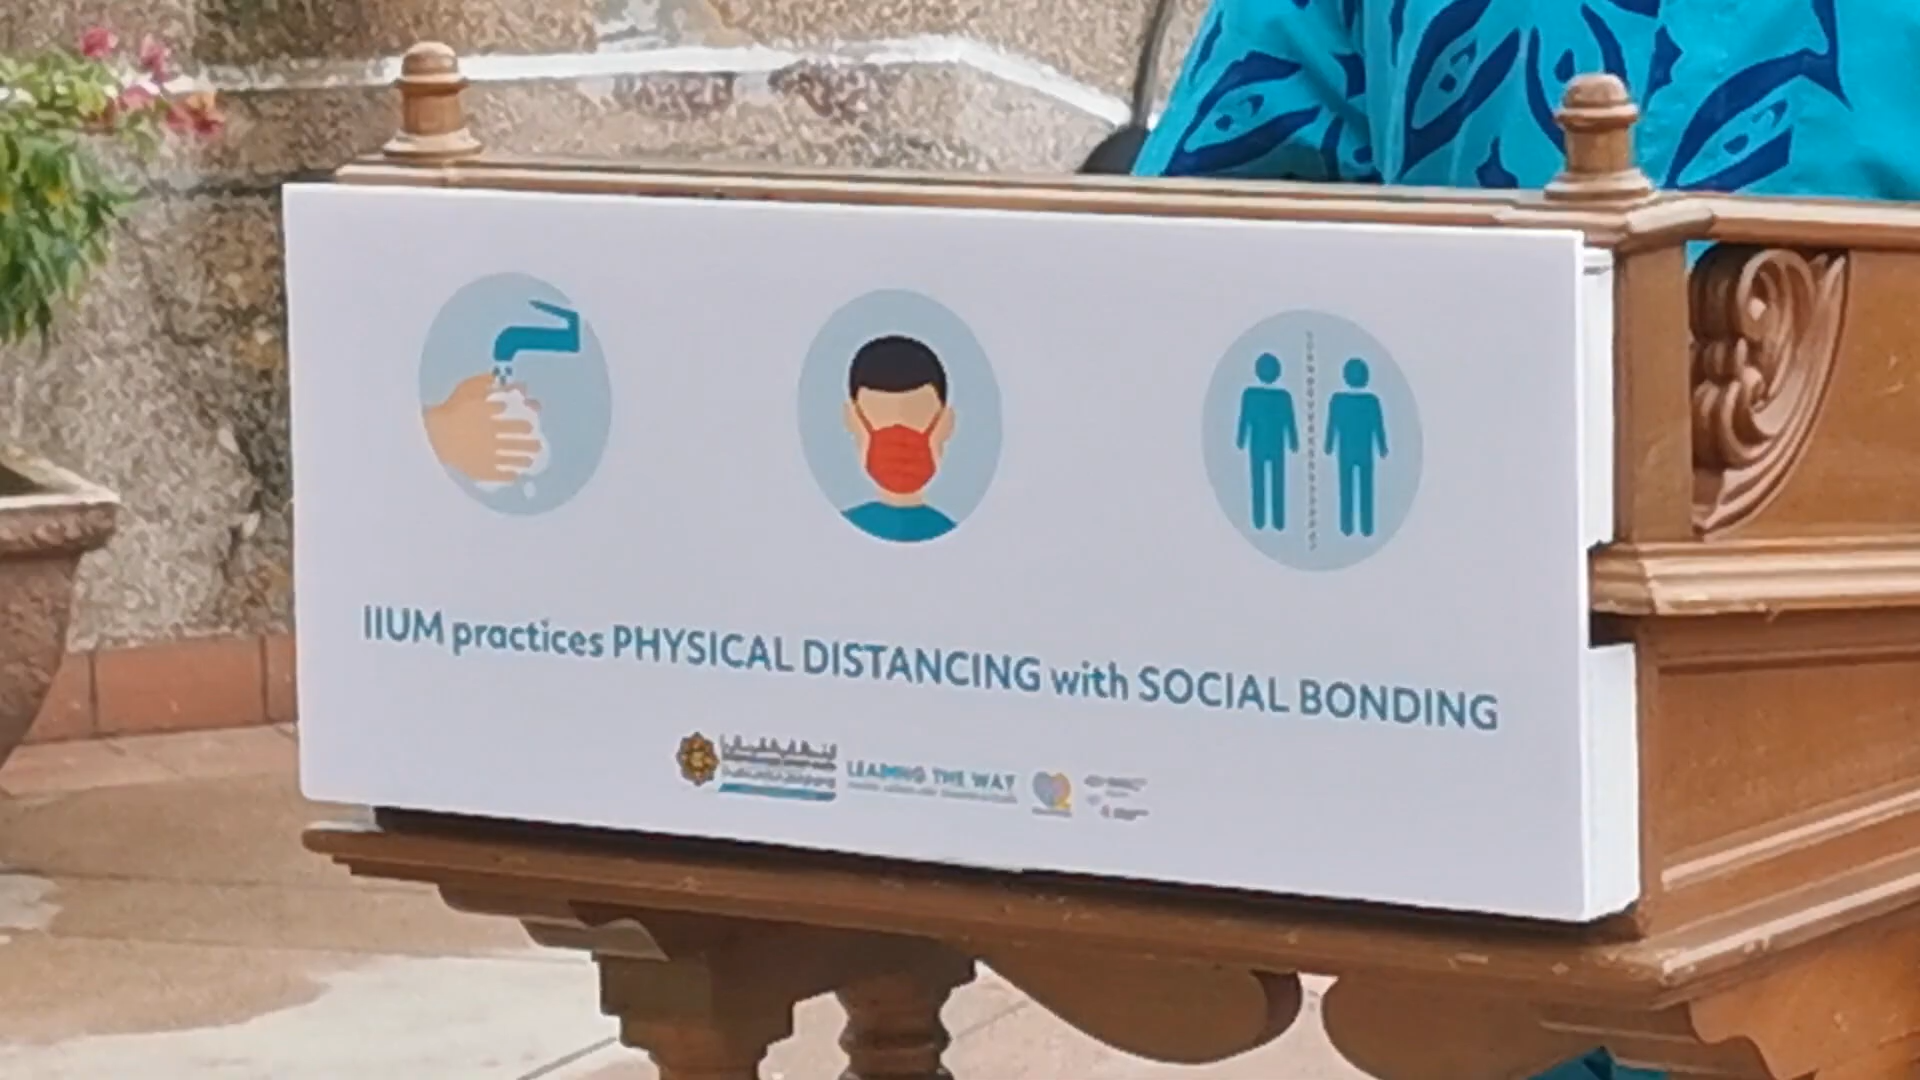 IIUM practices PHYSICAL DISTANCING with SOCIAL BONDING
LEADING THE WAY